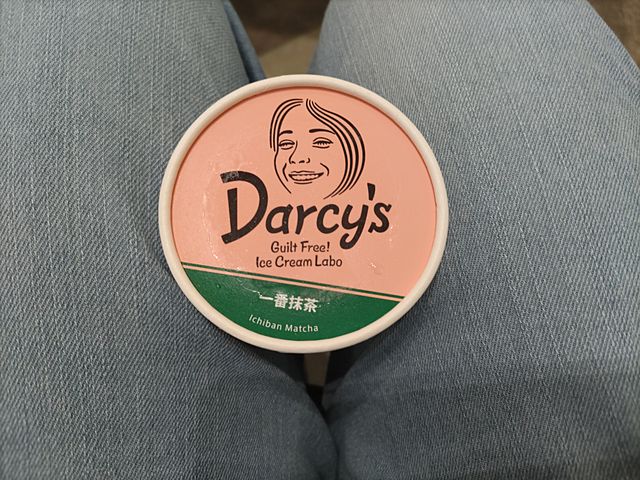 Darcy's
Guilt Free!
Ice Cream Labo
一番抹茶
Ichiban Matcha